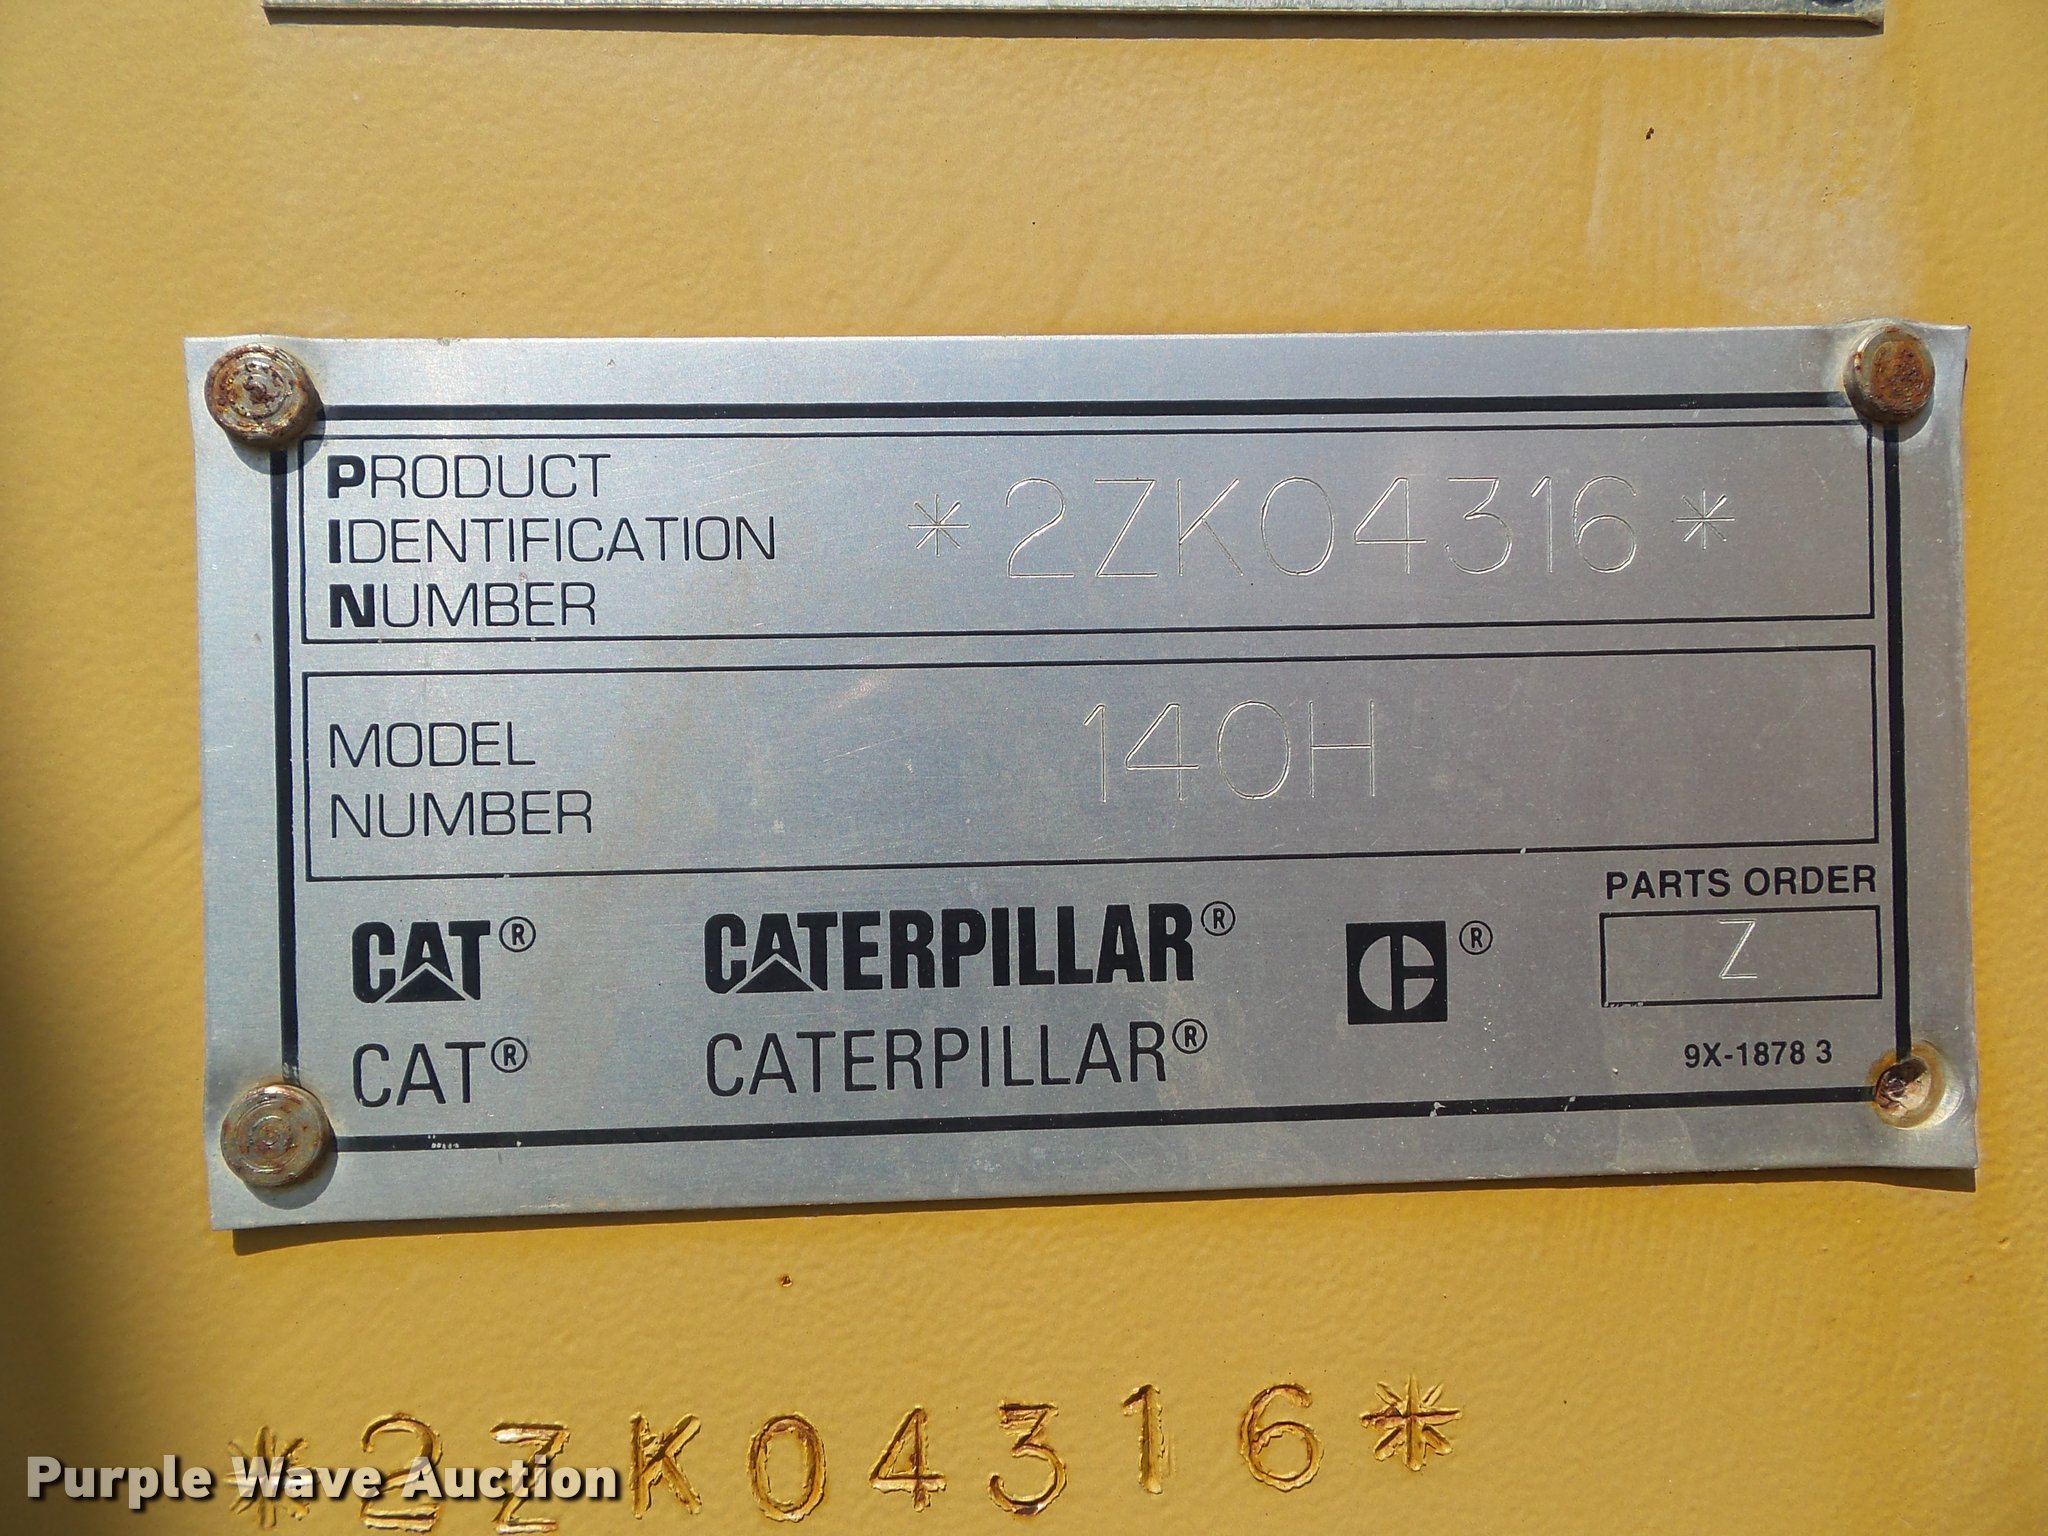 PRODUCT
IDENTIFICATION
NUMBER
*2ZK04316*
MODEL
NUMBER
140H
PARTS ORDER
Z
CAT® CATERPILLAR® ®
CAT® CATERPILLAR®
9X-1878 3
*2ZK04316*
Purple Wave Auction